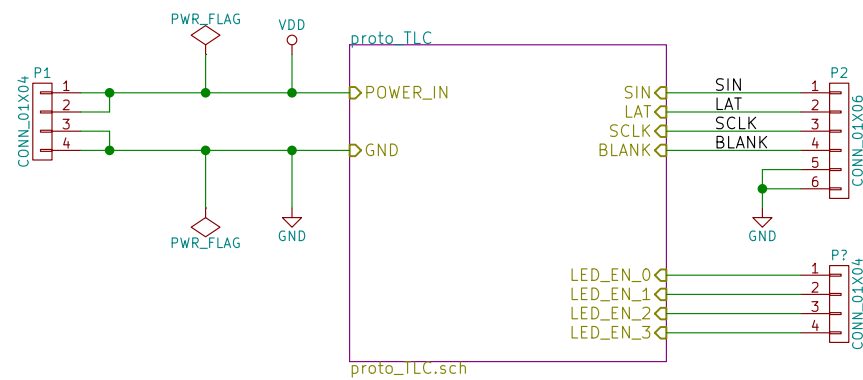 PWR_FLAG
VDD
proto_TLC
P1
CONN_01X04
1
2
3
4
POWER_IN
GND
PWR_FLAG
GND
SIN
LAT
SCLK
BLANK
SIN
LAT
SCLK
BLANK
P2
CONN_01X06
1
2
3
4
5
6
GND
LED_EN_0
LED_EN_1
LED_EN_2
LED_EN_3
P?
CONN_01X04
1
2
3
4
proto_TLC.sch